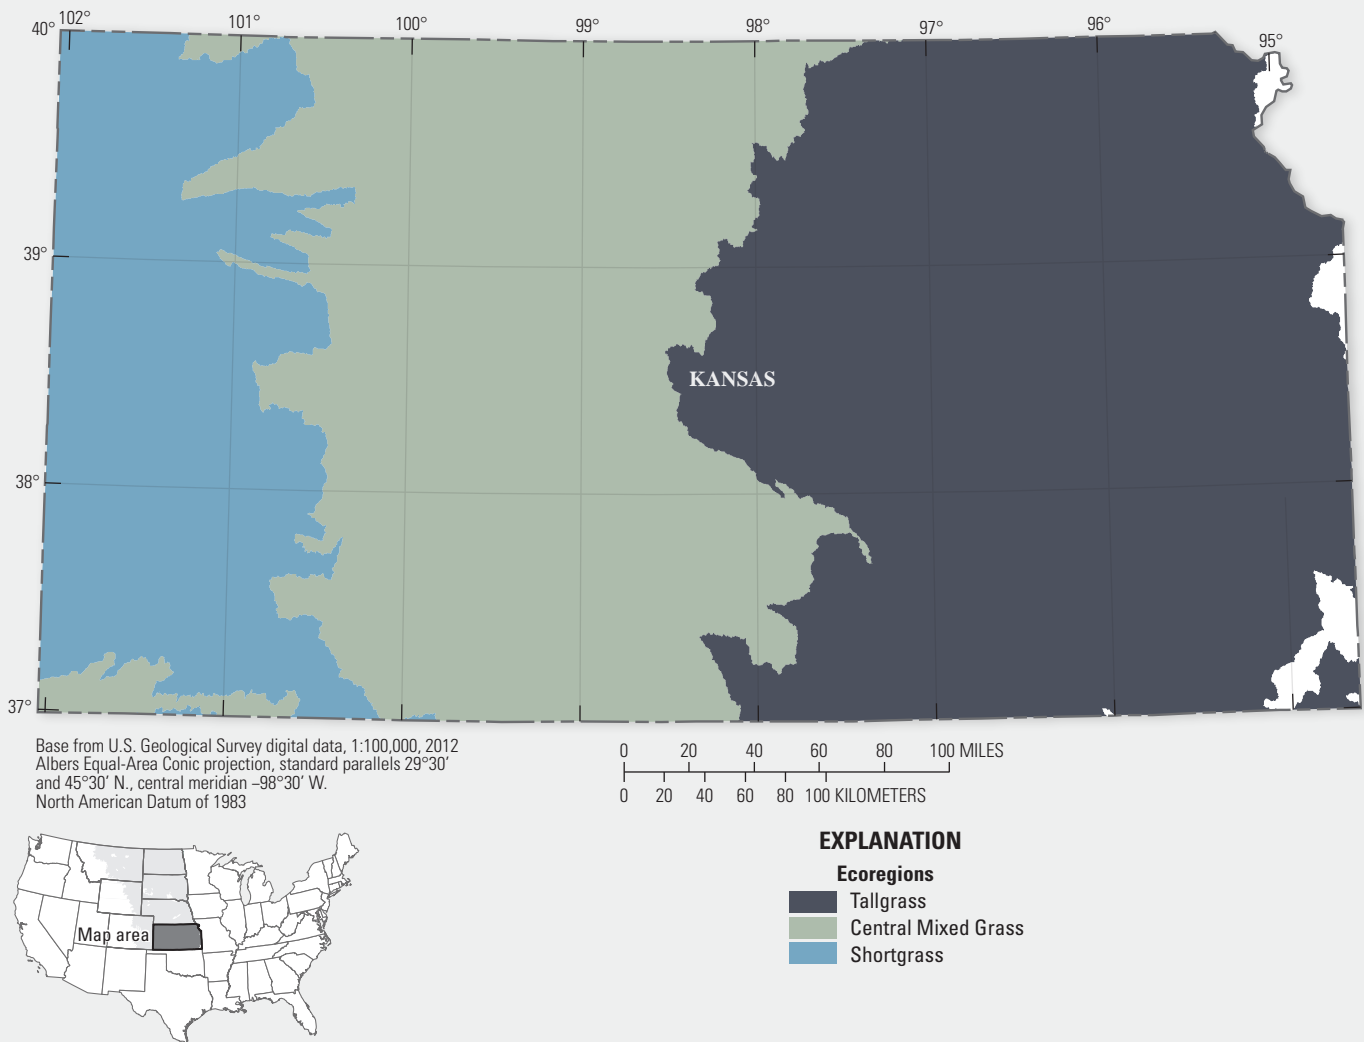 102°
101°
100°
99°
98°
97°
96°
95°
40°
39°
38°
37°
KANSAS
Base from U.S. Geological Survey digital data, 1:100,000, 2012
Albers Equal-Area Conic projection, standard parallels 29°30′
and 45°30′ N., central meridian –98°30′ W.
North American Datum of 1983
0 20 40 60 80 100 MILES
0 20 40 60 80 100 KILOMETERS
Map area
EXPLANATION
Ecoregions
Tallgrass
Central Mixed Grass
Shortgrass